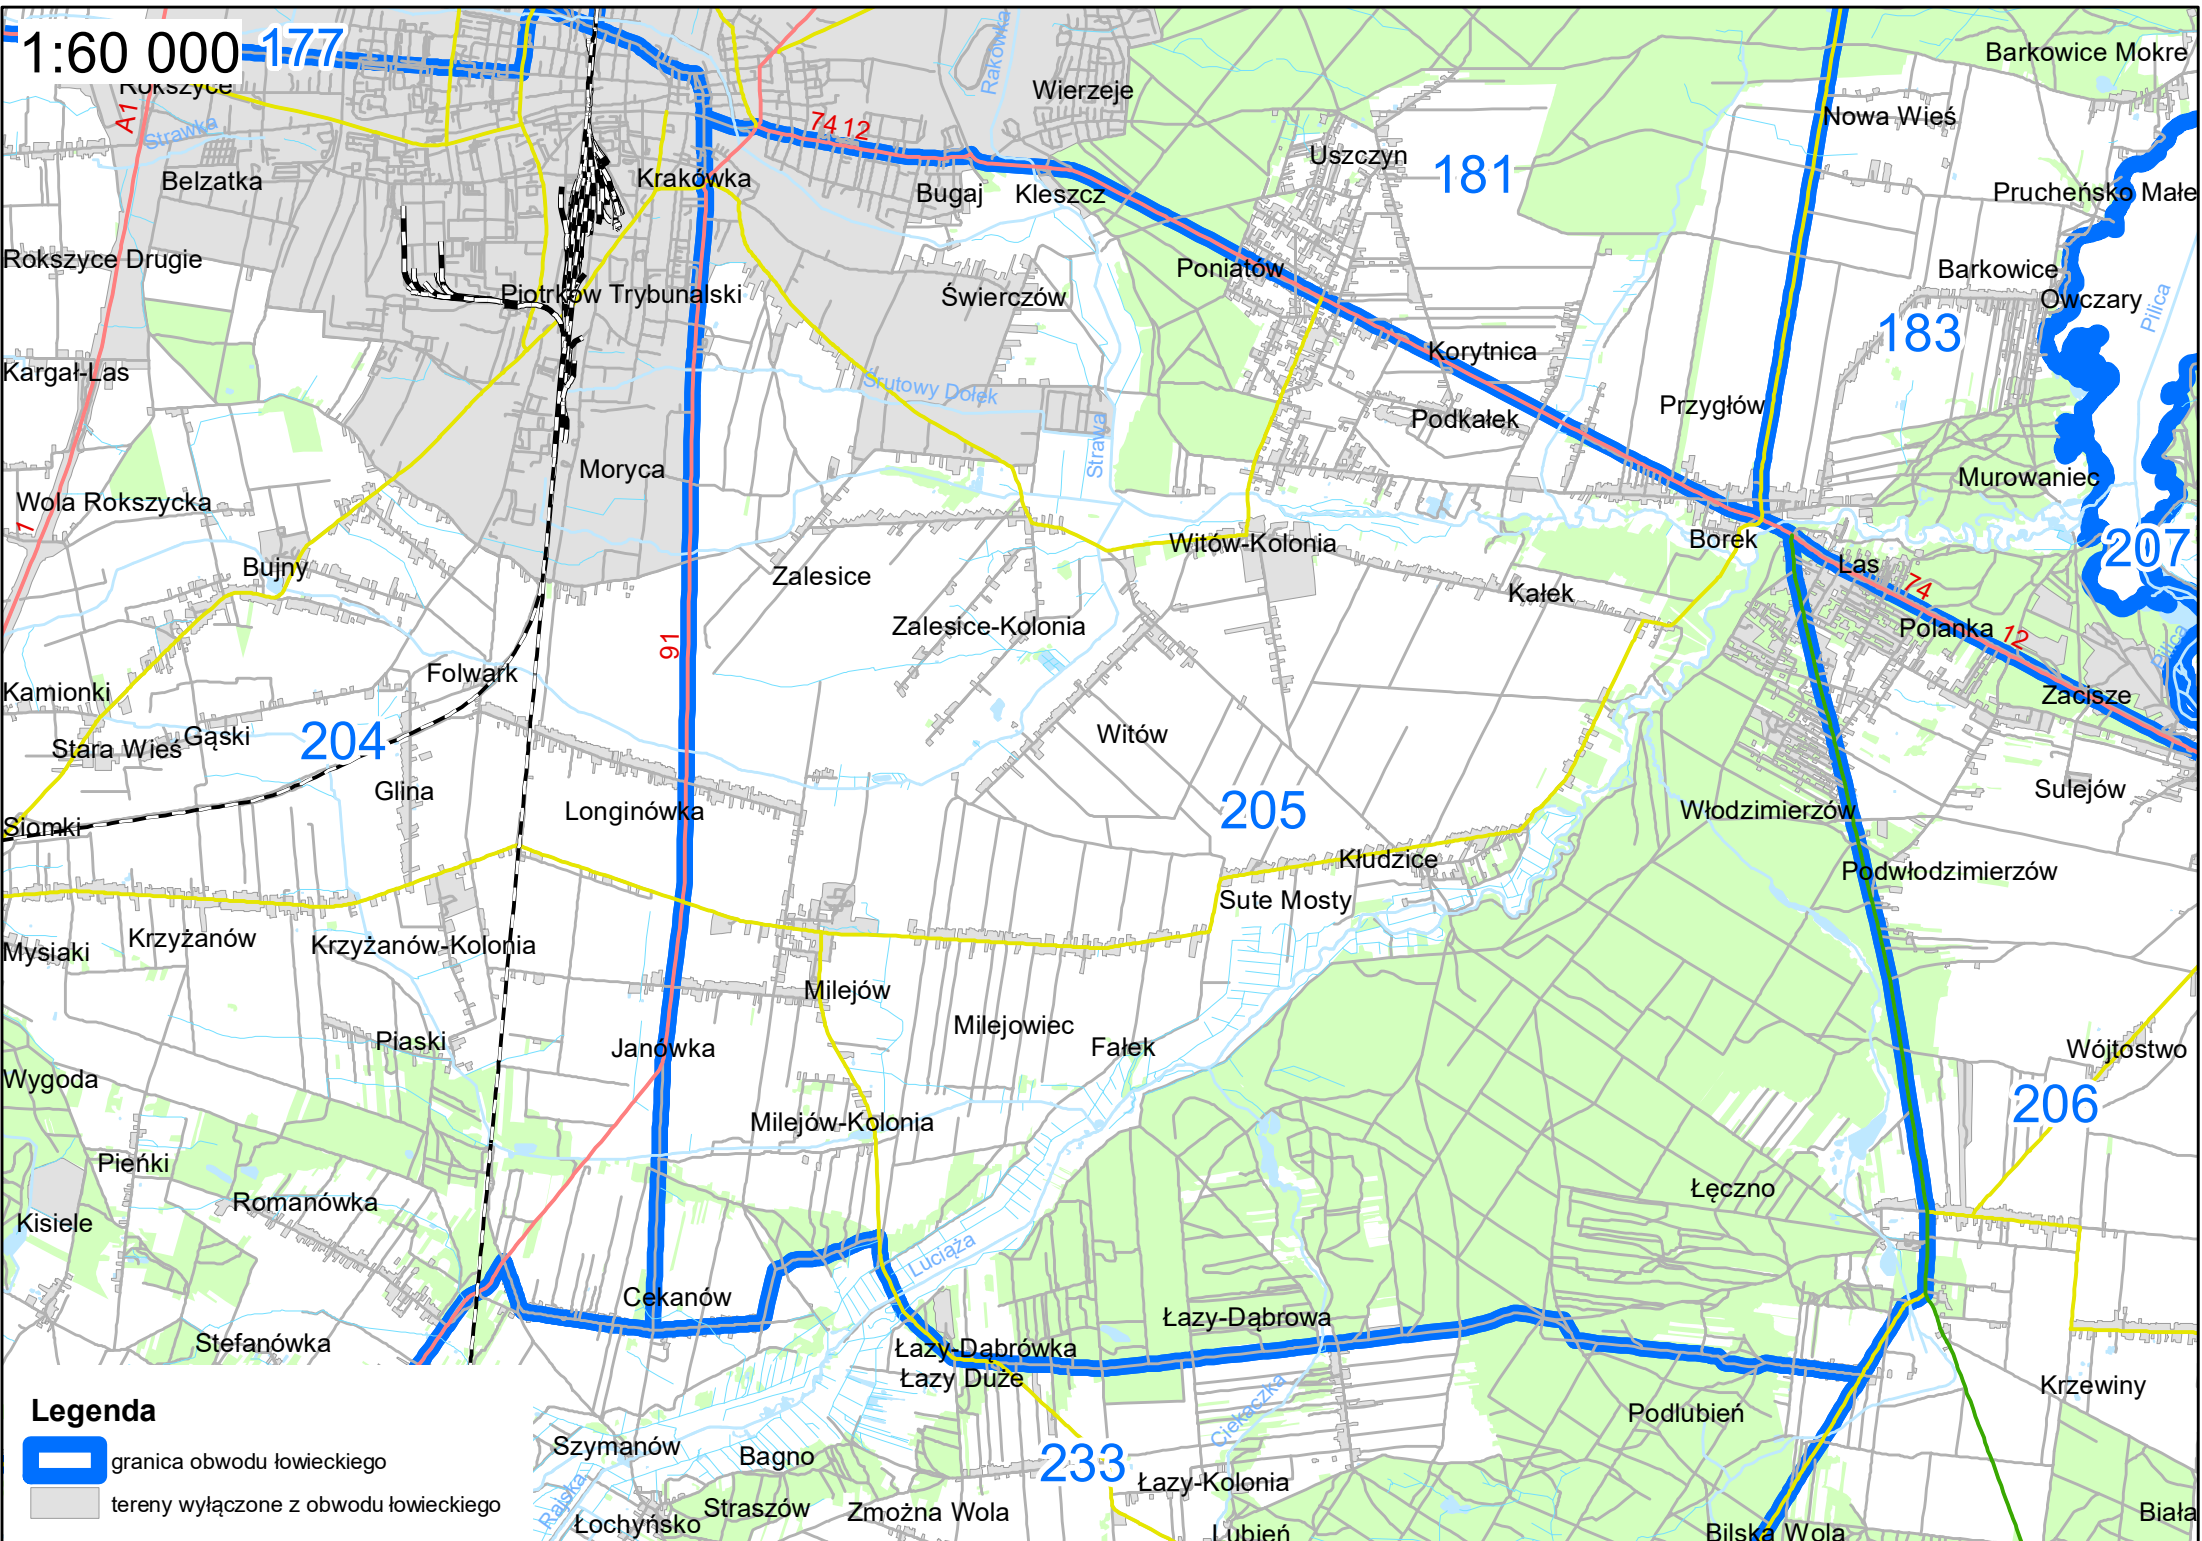 1:60 000
177
Barkowice Mokre
Rokszyce
A1
Strawka
Rakówka
Wierzeje
74 12
Nowa Wieś
Uszczyn
181
Belzatka
Krakówka
Bugaj
Kleszcz
Prucheńsko Małe
Rokszyce Drugie
Poniatów
Barkowice
Piotrków Trybunalski
Świerczów
Owczary
Pilica
183
Korytnica
Kargał-Las
Śrutowy Dołek
Przygłów
Podkałek
Strawa
Moryca
Murowaniec
Wola Rokszycka
1
Borek
Witów-Kolonia
207
Bujny
Zalesice
Las
74
Kałek
Zalesice-Kolonia
Polanka
12
91
Pilica
Folwark
Kamionki
Zacisze
Gąski
204
Stara Wieś
Witów
Glina
Sulejów
Longinówka
205
Włodzimierzów
Siomki
Kłudzice
Podwłodzimierzów
Sute Mosty
Krzyżanów
Krzyżanów-Kolonia
Mysiaki
Milejów
Milejowiec
Piaski
Janówka
Fałek
Wójtostwo
Wygoda
206
Milejów-Kolonia
Pieńki
Romanówka
Łęczno
Kisiele
Luciąża
Cekanów
Łazy-Dąbrowa
Stefanówka
Łazy-Dąbrówka
Łazy Duże
Krzewiny
Legenda
Ciekaczka
Podlubień
granica obwodu łowieckiego
Szymanów
Bagno
233
Łazy-Kolonia
tereny wyłączone z obwodu łowieckiego
Rajska
Straszów
Zmożna Wola
Łochyńsko
Biała
Lubień
Bilska Wola